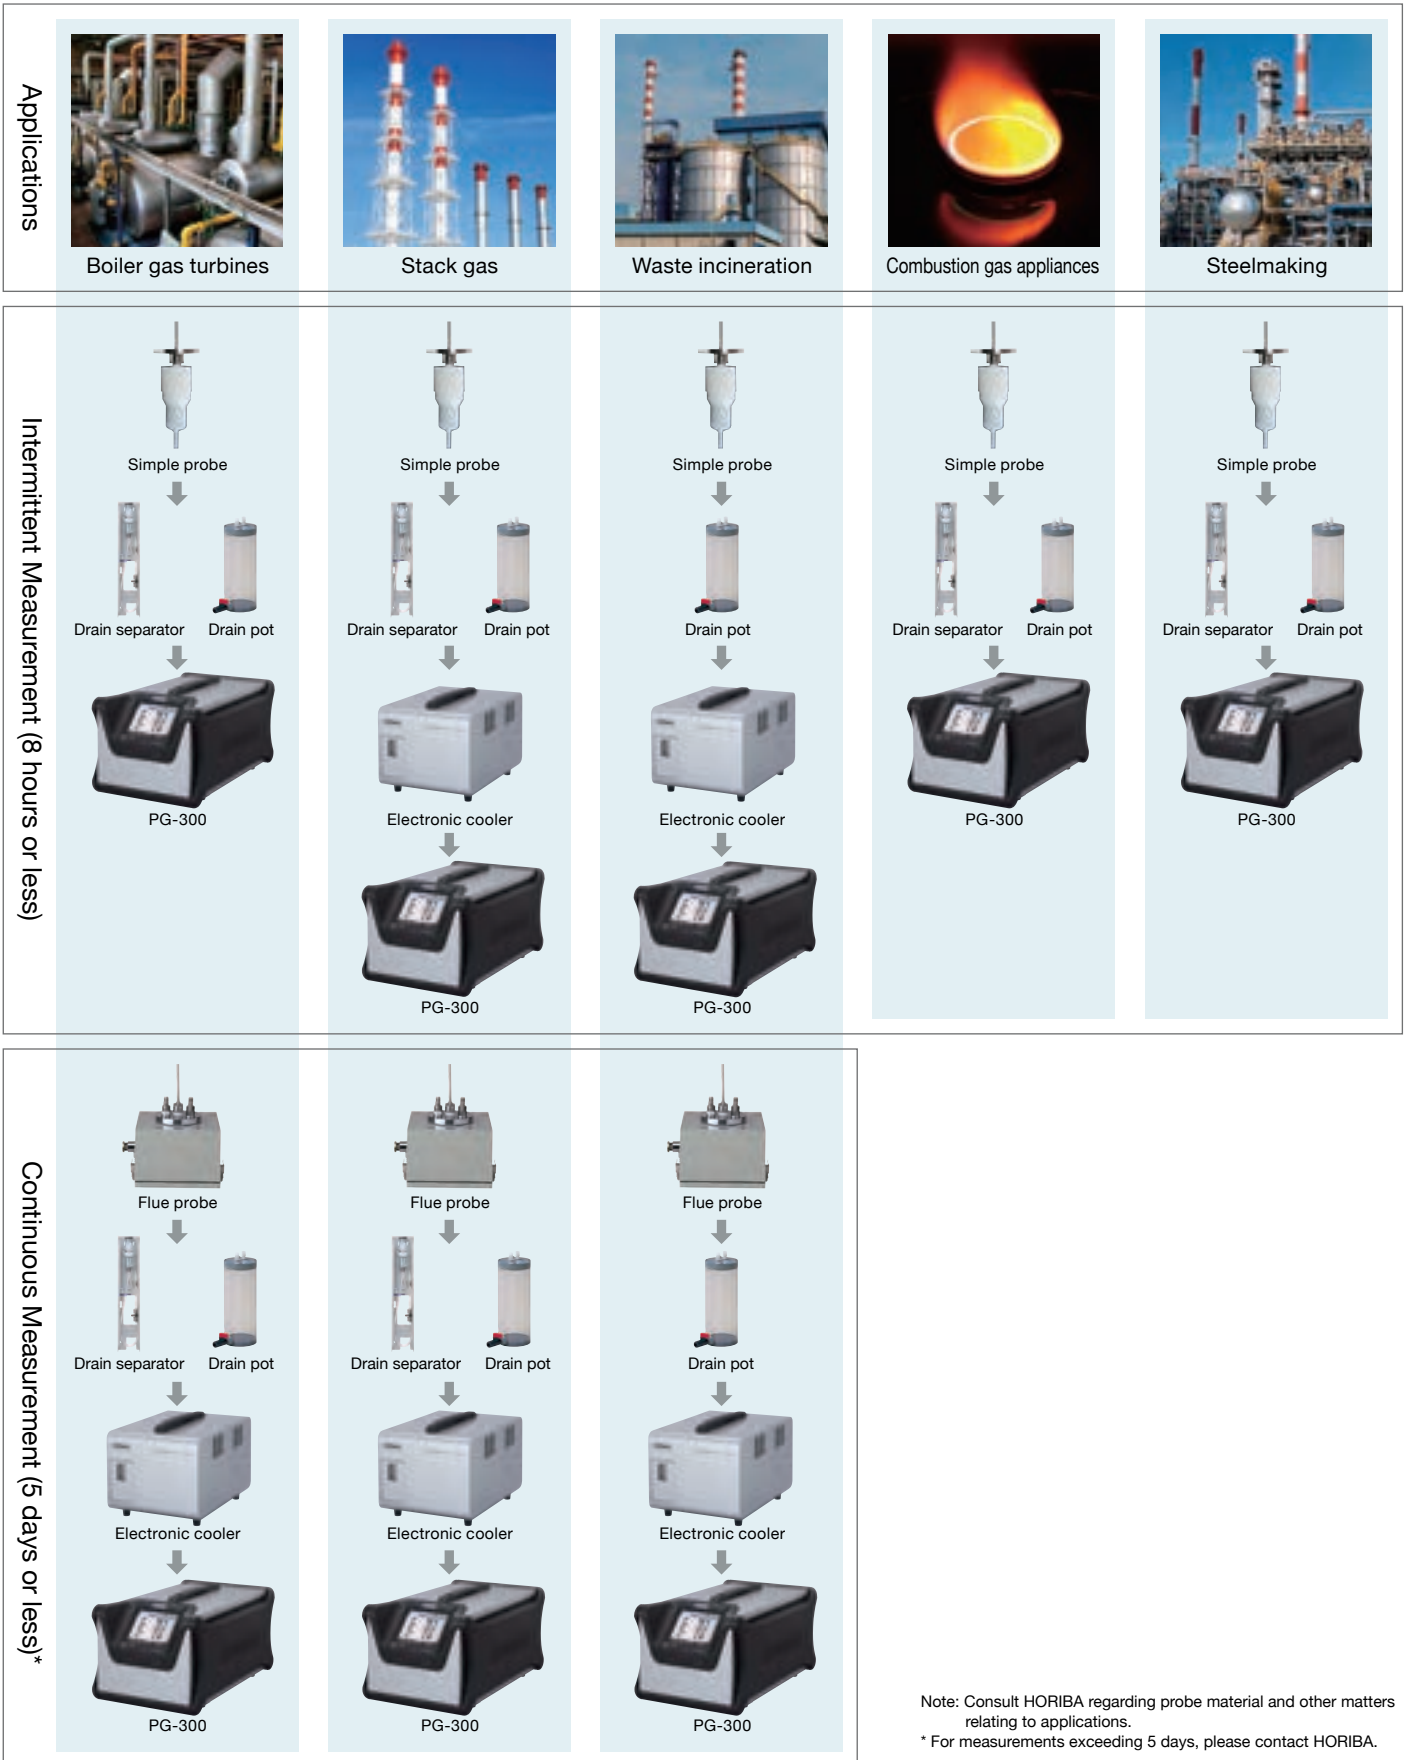 Applications
Boiler gas turbines
Stack gas
Waste incineration
Combustion gas appliances
Steelmaking
Intermittent Measurement (8 hours or less)
Simple probe
Simple probe
Simple probe
Simple probe
Simple probe
Drain separator
Drain pot
Drain separator
Drain pot
Drain pot
Drain separator
Drain pot
Drain separator
Drain pot
PG-300
Electronic cooler
Electronic cooler
PG-300
PG-300
PG-300
PG-300
Continuous Measurement (5 days or less)*
Flue probe
Flue probe
Flue probe
Drain separator
Drain pot
Drain separator
Drain pot
Drain pot
Electronic cooler
Electronic cooler
Electronic cooler
PG-300
PG-300
PG-300
Note: Consult HORIBA regarding probe material and other matters
relating to applications.
* For measurements exceeding 5 days, please contact HORIBA.